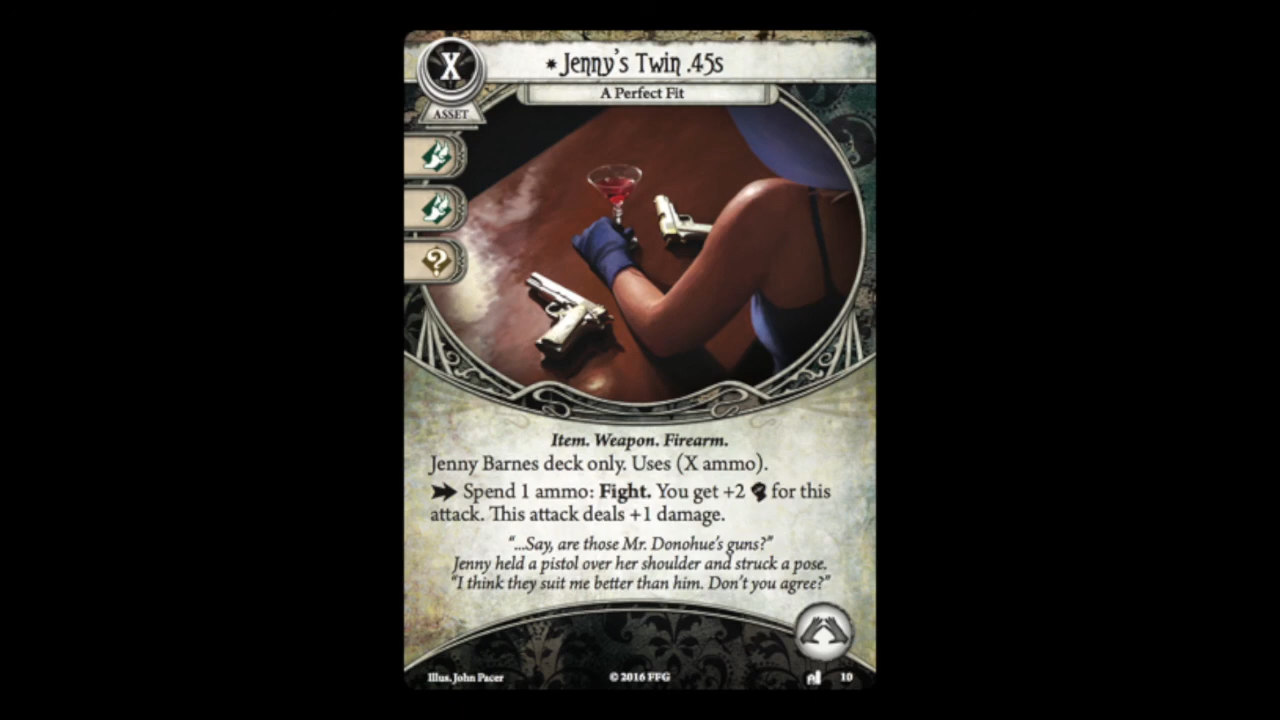 X
Jenny's Twin .45s
A Perfect Fit
ASSET
?
Item. Weapon. Firearm.
Jenny Barnes deck only. Uses (X ammo).
Spend 1 ammo: Fight. You get +2 for this
attack. This attack deals +1 damage.
"...Say, are those Mr. Donohue's guns?"
Jenny held a pistol over her shoulder and struck a pose.
"I think they suit me better than him. Don't you agree?"
Illus. John Pacer © 2016 FFG 10